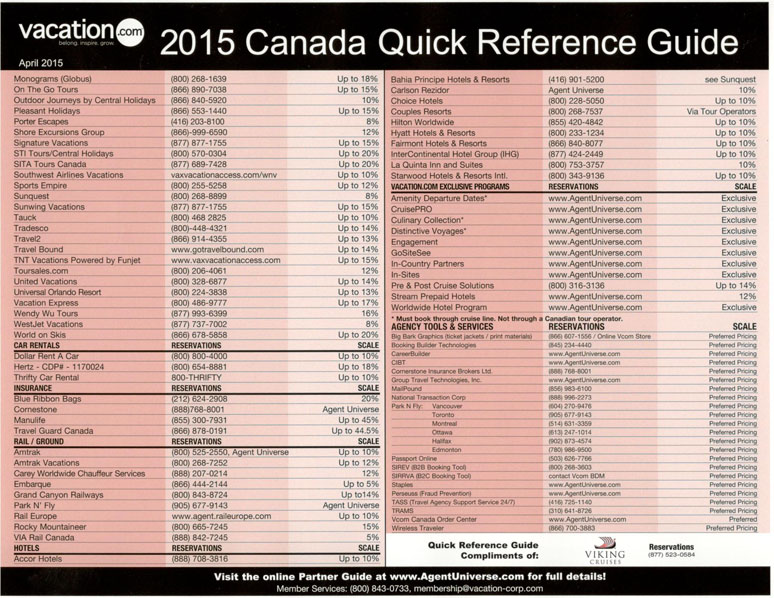 vacation.com
belong. inspire. grow.
2015 Canada Quick Reference Guide
April 2015
Monograms (Globus) (800) 268-1639 Up to 18%
On The Go Tours (866) 890-7038 Up to 15%
Outdoor Journeys by Central Holidays (866) 840-5920 10%
Pleasant Holidays (866) 553-1440 Up to 15%
Porter Escapes (416) 203-8100 8%
Shore Excursions Group (866)-999-6590 12%
Signature Vacations (877) 877-1755 Up to 15%
STI Tours/Central Holidays (800) 570-0304 Up to 20%
SITA Tours Canada (877) 689-7428 Up to 20%
Southwest Airlines Vacations vaxvacationaccess.com/wnv Up to 10%
Sports Empire (800) 255-5258 Up to 12%
Sunquest (800) 268-8899 8%
Sunwing Vacations (877) 877-1755 Up to 15%
Tauck (800) 468 2825 Up to 10%
Tradesco (800)-448-4321 Up to 14%
Travel2 (866) 914-4355 Up to 13%
Travel Bound www.gotravelbound.com Up to 14%
TNT Vacations Powered by Funjet www.vaxvacationaccess.com Up to 15%
Toursales.com (800) 206-4061 12%
United Vacations (800) 328-6877 Up to 14%
Universal Orlando Resort (800) 224-3838 Up to 13%
Vacation Express (800) 486-9777 Up to 17%
Wendy Wu Tours (877) 993-6399 16%
WestJet Vacations (877) 737-7002 8%
World on Skis (866) 678-5858 Up to 20%
CAR RENTALS RESERVATIONS SCALE
Dollar Rent A Car (800) 800-4000 Up to 10%
Hertz - CDP# - 1170024 (800) 654-8881 Up to 18%
Thrifty Car Rental 800-THRIFTY Up to 10%
INSURANCE RESERVATIONS SCALE
Blue Ribbon Bags (212) 624-2908 20%
Cornestone (888)768-8001 Agent Universe
Manulife (855) 300-7931 Up to 45%
Travel Guard Canada (866) 878-0191 Up to 44.5%
RAIL / GROUND RESERVATIONS SCALE
Amtrak (800) 525-2550, Agent Universe Up to 10%
Amtrak Vacations (800) 268-7252 Up to 12%
Carey Worldwide Chauffeur Services (888) 207-0214 12%
Embarque (866) 444-2144 Up to 5%
Grand Canyon Railways (800) 843-8724 Up to14%
Park N' Fly (905) 677-9143 Agent Universe
Rail Europe www.agent.raileurope.com Up to 10%
Rocky Mountaineer (800) 665-7245 15%
VIA Rail Canada (888) 842-7245 5%
HOTELS RESERVATIONS SCALE
Accor Hotels (888) 708-3816 Up to 10%
Bahia Principe Hotels & Resorts (416) 901-5200 see Sunquest
Carlson Rezidor Agent Universe 10%
Choice Hotels (800) 228-5050 Up to 10%
Couples Resorts (800) 268-7537 Via Tour Operators
Hilton Worldwide (855) 420-4842 Up to 10%
Hyatt Hotels & Resorts (800) 233-1234 Up to 10%
Fairmont Hotels & Resorts (866) 840-8077 Up to 10%
InterContinental Hotel Group (IHG) (877) 424-2449 Up to 10%
La Quinta Inn and Suites (800) 753-3757 10%
Starwood Hotels & Resorts Intl. (800) 343-9136 Up to 10%
VACATION.COM EXCLUSIVE PROGRAMS RESERVATIONS SCALE
Amenity Departure Dates* www.AgentUniverse.com Exclusive
CruisePRO www.AgentUniverse.com Exclusive
Culinary Collection* www.AgentUniverse.com Exclusive
Distinctive Voyages* www.AgentUniverse.com Exclusive
Engagement www.AgentUniverse.com Exclusive
GoSiteSee www.AgentUniverse.com Exclusive
In-Country Partners www.AgentUniverse.com Exclusive
In-Sites www.AgentUniverse.com Exclusive
Pre & Post Cruise Solutions (800) 316-3136 Up to 14%
Stream Prepaid Hotels www.AgentUniverse.com 12%
Worldwide Hotel Program www.AgentUniverse.com Exclusive
* Must book through cruise line. Not through a Canadian tour operator.
AGENCY TOOLS & SERVICES RESERVATIONS SCALE
Big Bark Graphics (ticket jackets / print materials) (866) 607-1556 / Online Vcom Store Preferred Pricing
Booking Builder Technologies (845) 234-4440 Preferred Pricing
CareerBuilder www.AgentUniverse.com Preferred Pricing
CIBT www.AgentUniverse.com Preferred Pricing
Cornerstone Insurance Brokers Ltd. (888) 768-8001 Preferred Pricing
Group Travel Technologies, Inc. www.AgentUniverse.com Preferred Pricing
MailPound (856) 983-6100 Preferred Pricing
National Transaction Corp (888) 996-2273 Preferred Pricing
Park N Fly: Vancouver (604) 270-9476 Preferred Pricing
Toronto (905) 677-9143 Preferred Pricing
Montreal (514) 631-3359 Preferred Pricing
Ottawa (613) 247-1014 Preferred Pricing
Halifax (902) 873-4574 Preferred Pricing
Edmonton (780) 986-9500 Preferred Pricing
Passport Online (503) 626-7766 Preferred Pricing
SIREV (B2B Booking Tool) (800) 268-3603 Preferred Pricing
SIRRVA (B2C Booking Tool) contact Vcom BDM Preferred Pricing
Staples www.AgentUniverse.com Preferred Pricing
Perseuss (Fraud Prevention) www.AgentUniverse.com Preferred Pricing
TASS (Travel Agency Support Service 24/7) (416) 725-1140 Preferred Pricing
TRAMS (310) 641-8726 Preferred Pricing
Vcom Canada Order Center www.AgentUniverse.com Preferred
Wireless Traveler (866) 700-3883 Preferred Pricing
Quick Reference Guide
Compliments of:
VIKING
CRUISES
Reservations
(877) 523-0584
Visit the online Partner Guide at www.AgentUniverse.com for full details!
Member Services: (800) 843-0733, membership@vacation-corp.com